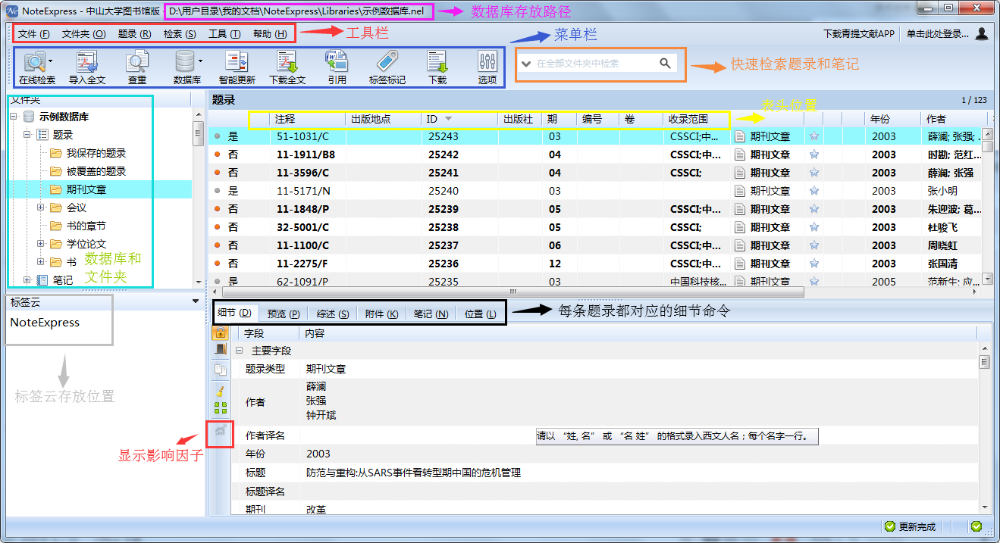 NoteExpress - 中山大学图书馆版 - D:\用户目录\我的文档\NoteExpress\Libraries\示例数据库.nel
数据库存放路径
文件 (F) 文件夹 (O) 题录 (R) 检索 (S) 工具 (T) 帮助 (H)
工具栏
菜单栏
下载青提文献APP 单击此处登录...
在线检索 导入全文 查重 数据库 智能更新 下载全文 引用 标签标记 下载 选项
在全部文件夹中检索
快速检索题录和笔记
文件夹
示例数据库
题录
我保存的题录
被覆盖的题录
期刊文章
会议
书的章节
学位论文
书
笔记
数据库和
文件夹
题录 1 / 123
表头位置
注释 出版地点 ID 出版社 期 编号 卷 收录范围 年份 作者
是 51-1031/C 25243 03 CSSCI;中... 期刊文章 2003 薛澜; 张强; ...
否 11-1911/B8 25242 04 CSSCI;中... 期刊文章 2003 时勘; 范红...
否 11-3596/C 25241 04 CSSCI; 期刊文章 2003 薛澜; 张强
是 11-5171/N 25240 03 期刊文章 2003 张小明
否 11-1848/P 25239 05 CSSCI;中... 期刊文章 2003 朱迎波; 葛...
否 32-5001/C 25238 05 CSSCI; 期刊文章 2003 杜骏飞
否 11-1100/C 25237 06 CSSCI;中... 期刊文章 2003 周晓虹
否 11-2275/F 25236 12 CSSCI;中... 期刊文章 2003 张国清
是 62-1091/P 25235 03 中国科技核... 期刊文章 2005 范新生; 应...
标签云
NoteExpress
标签云存放位置
细节 (D) 预览 (P) 综述 (S) 附件 (K) 笔记 (N) 位置 (L)
每条题录都对应的细节命令
字段 内容
主要字段
题录类型 期刊文章
作者
薛澜
张强
钟开斌
作者译名
请以 “姓, 名” 或 “名 姓” 的格式录入西文人名；每个名字一行。
年份 2003
标题 防范与重构:从SARS事件看转型期中国的危机管理
标题译名
期刊 改革
显示影响因子
更新完成